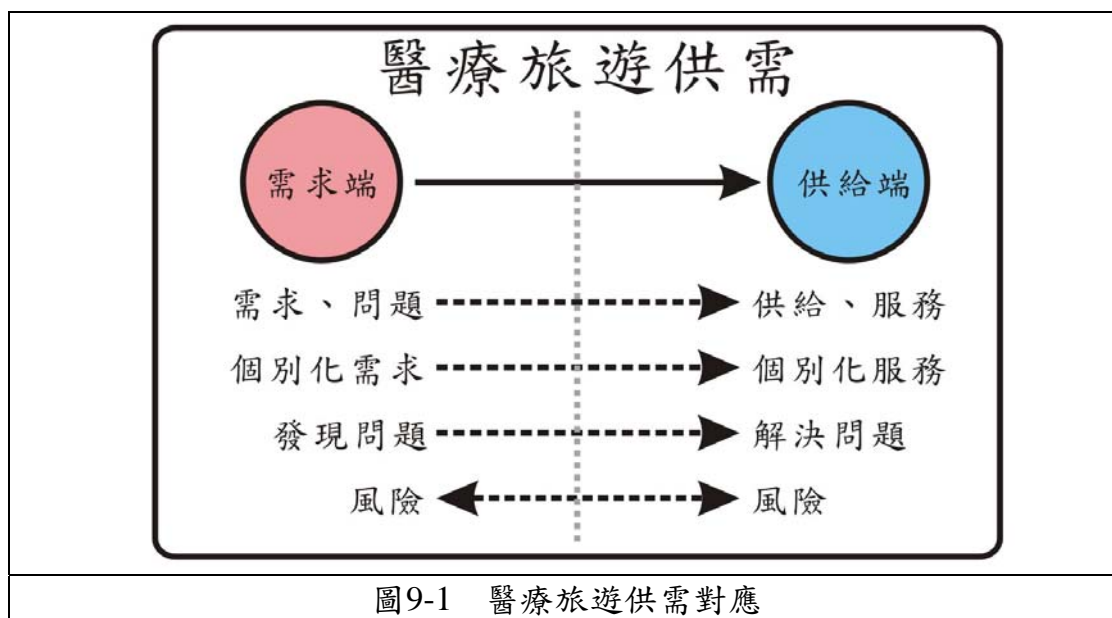 醫療旅遊供需
需求端 供給端
需求、問題 供給、服務
個別化需求 個別化服務
發現問題 解決問題
風險 風險
圖9-1 醫療旅遊供需對應